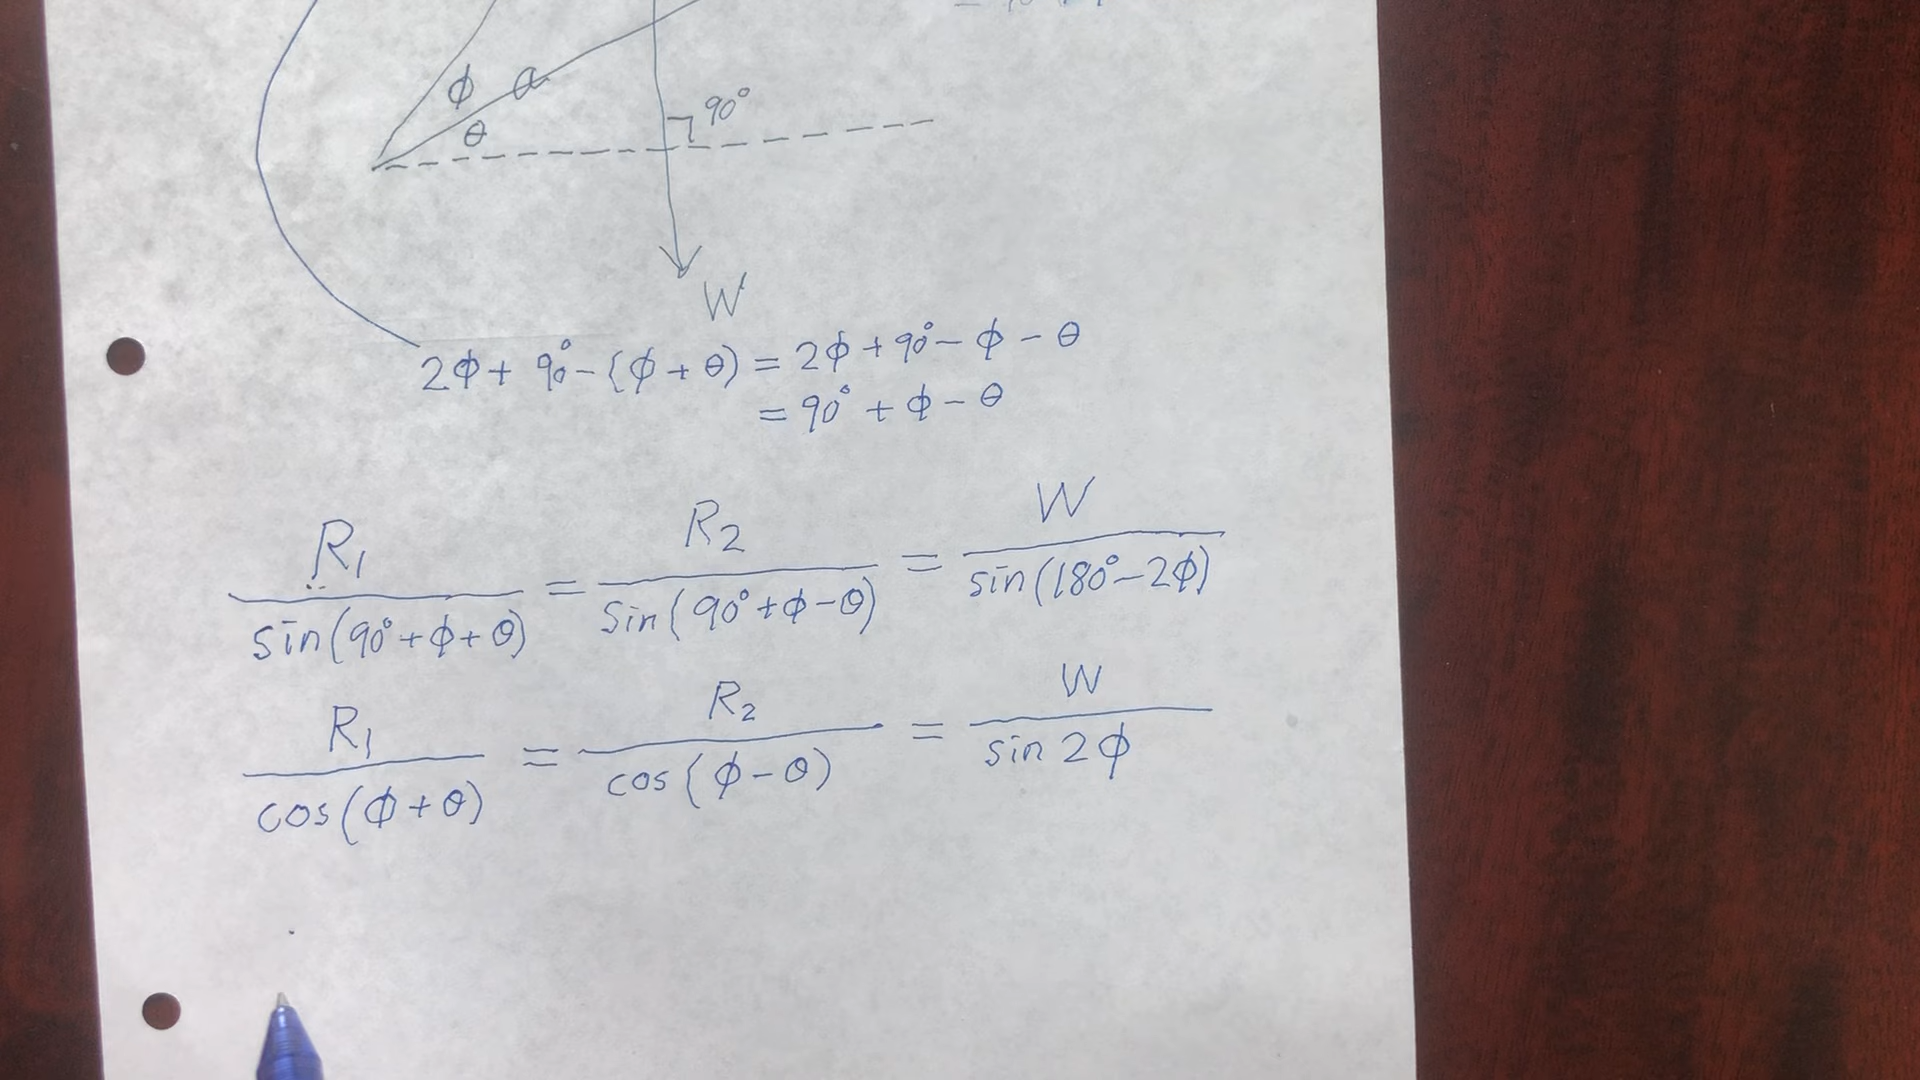 ϕ a
θ
90°
W
2ϕ + 90° - (ϕ + θ) = 2ϕ + 90° - ϕ - θ
= 90° + ϕ - θ
R₁ / sin(90° + ϕ + θ) = R₂ / sin(90° + ϕ - θ) = W / sin(180° - 2ϕ)
R₁ / cos(ϕ + θ) = R₂ / cos(ϕ - θ) = W / sin 2ϕ